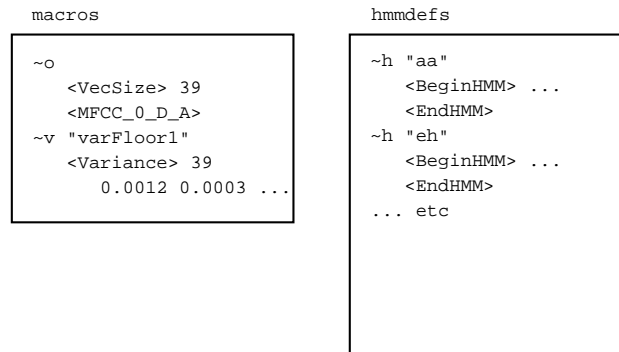 macros
~o
<VecSize> 39
<MFCC_0_D_A>
~v "varFloor1"
<Variance> 39
0.0012 0.0003 ...
hmmdefs
~h "aa"
<BeginHMM> ...
<EndHMM>
~h "eh"
<BeginHMM> ...
<EndHMM>
... etc